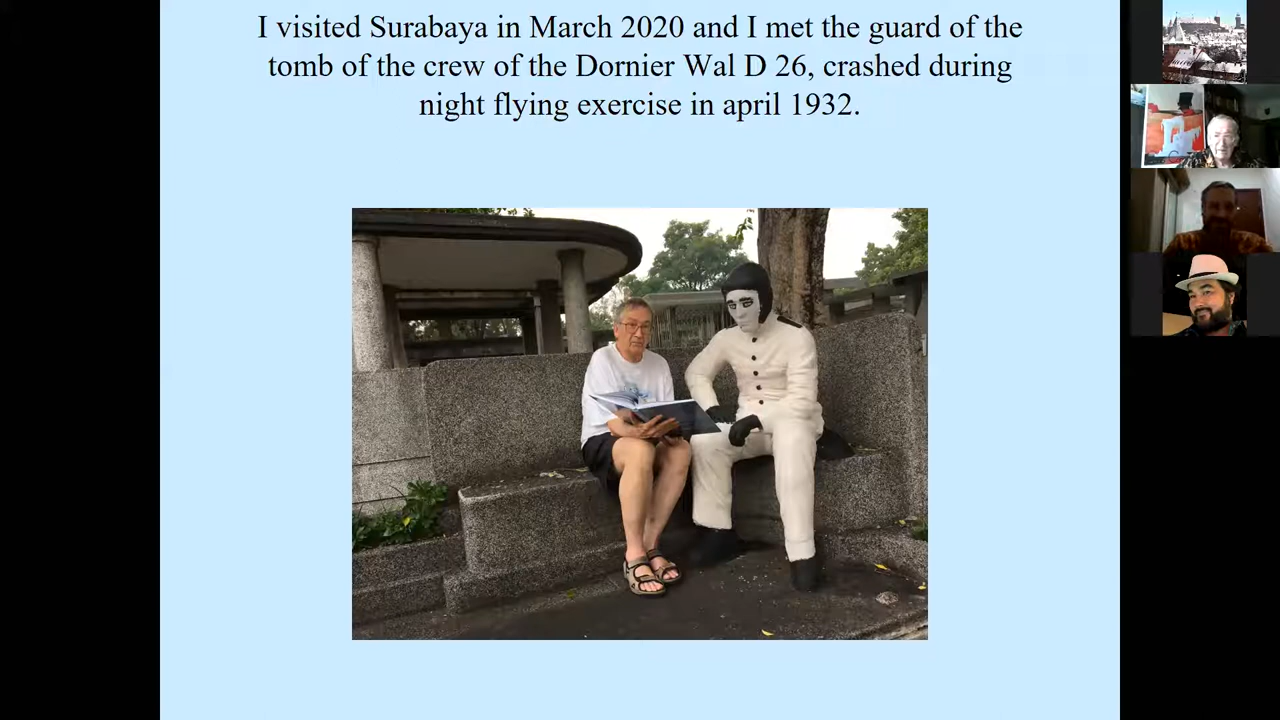 I visited Surabaya in March 2020 and I met the guard of the
tomb of the crew of the Dornier Wal D 26, crashed during
night flying exercise in april 1932.